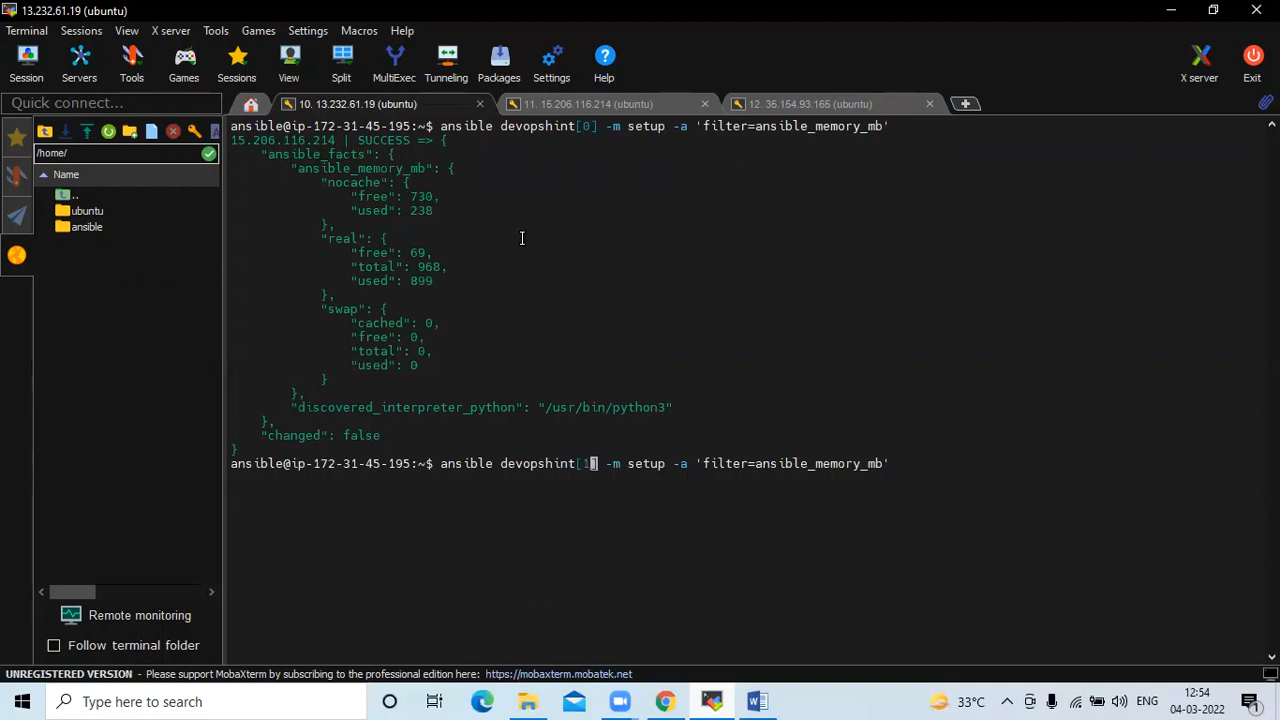 13.232.61.19 (ubuntu)
Terminal Sessions View X server Tools Games Settings Macros Help
Session Servers Tools Games Sessions View Split MultiExec Tunneling Packages Settings Help X server Exit
Quick connect...
10. 13.232.61.19 (ubuntu)
11. 15.206.116.214 (ubuntu)
12. 35.154.93.166 (ubuntu)
/home/
Name
..
ubuntu
ansible
ansible@ip-172-31-45-195:~$ ansible devopshint[0] -m setup -a 'filter=ansible_memory_mb'
15.206.116.214 | SUCCESS => {
    "ansible_facts": {
        "ansible_memory_mb": {
            "nocache": {
                "free": 730,
                "used": 238
            },
            "real": {
                "free": 69,
                "total": 968,
                "used": 899
            },
            "swap": {
                "cached": 0,
                "free": 0,
                "total": 0,
                "used": 0
            }
        },
        "discovered_interpreter_python": "/usr/bin/python3"
    },
    "changed": false
}
ansible@ip-172-31-45-195:~$ ansible devopshint[1] -m setup -a 'filter=ansible_memory_mb'
Remote monitoring
Follow terminal folder
UNREGISTERED VERSION - Please support MobaXterm by subscribing to the professional edition here: https://mobaxterm.mobatek.net
Type here to search
33°C
ENG
12:54
04-03-2022
1